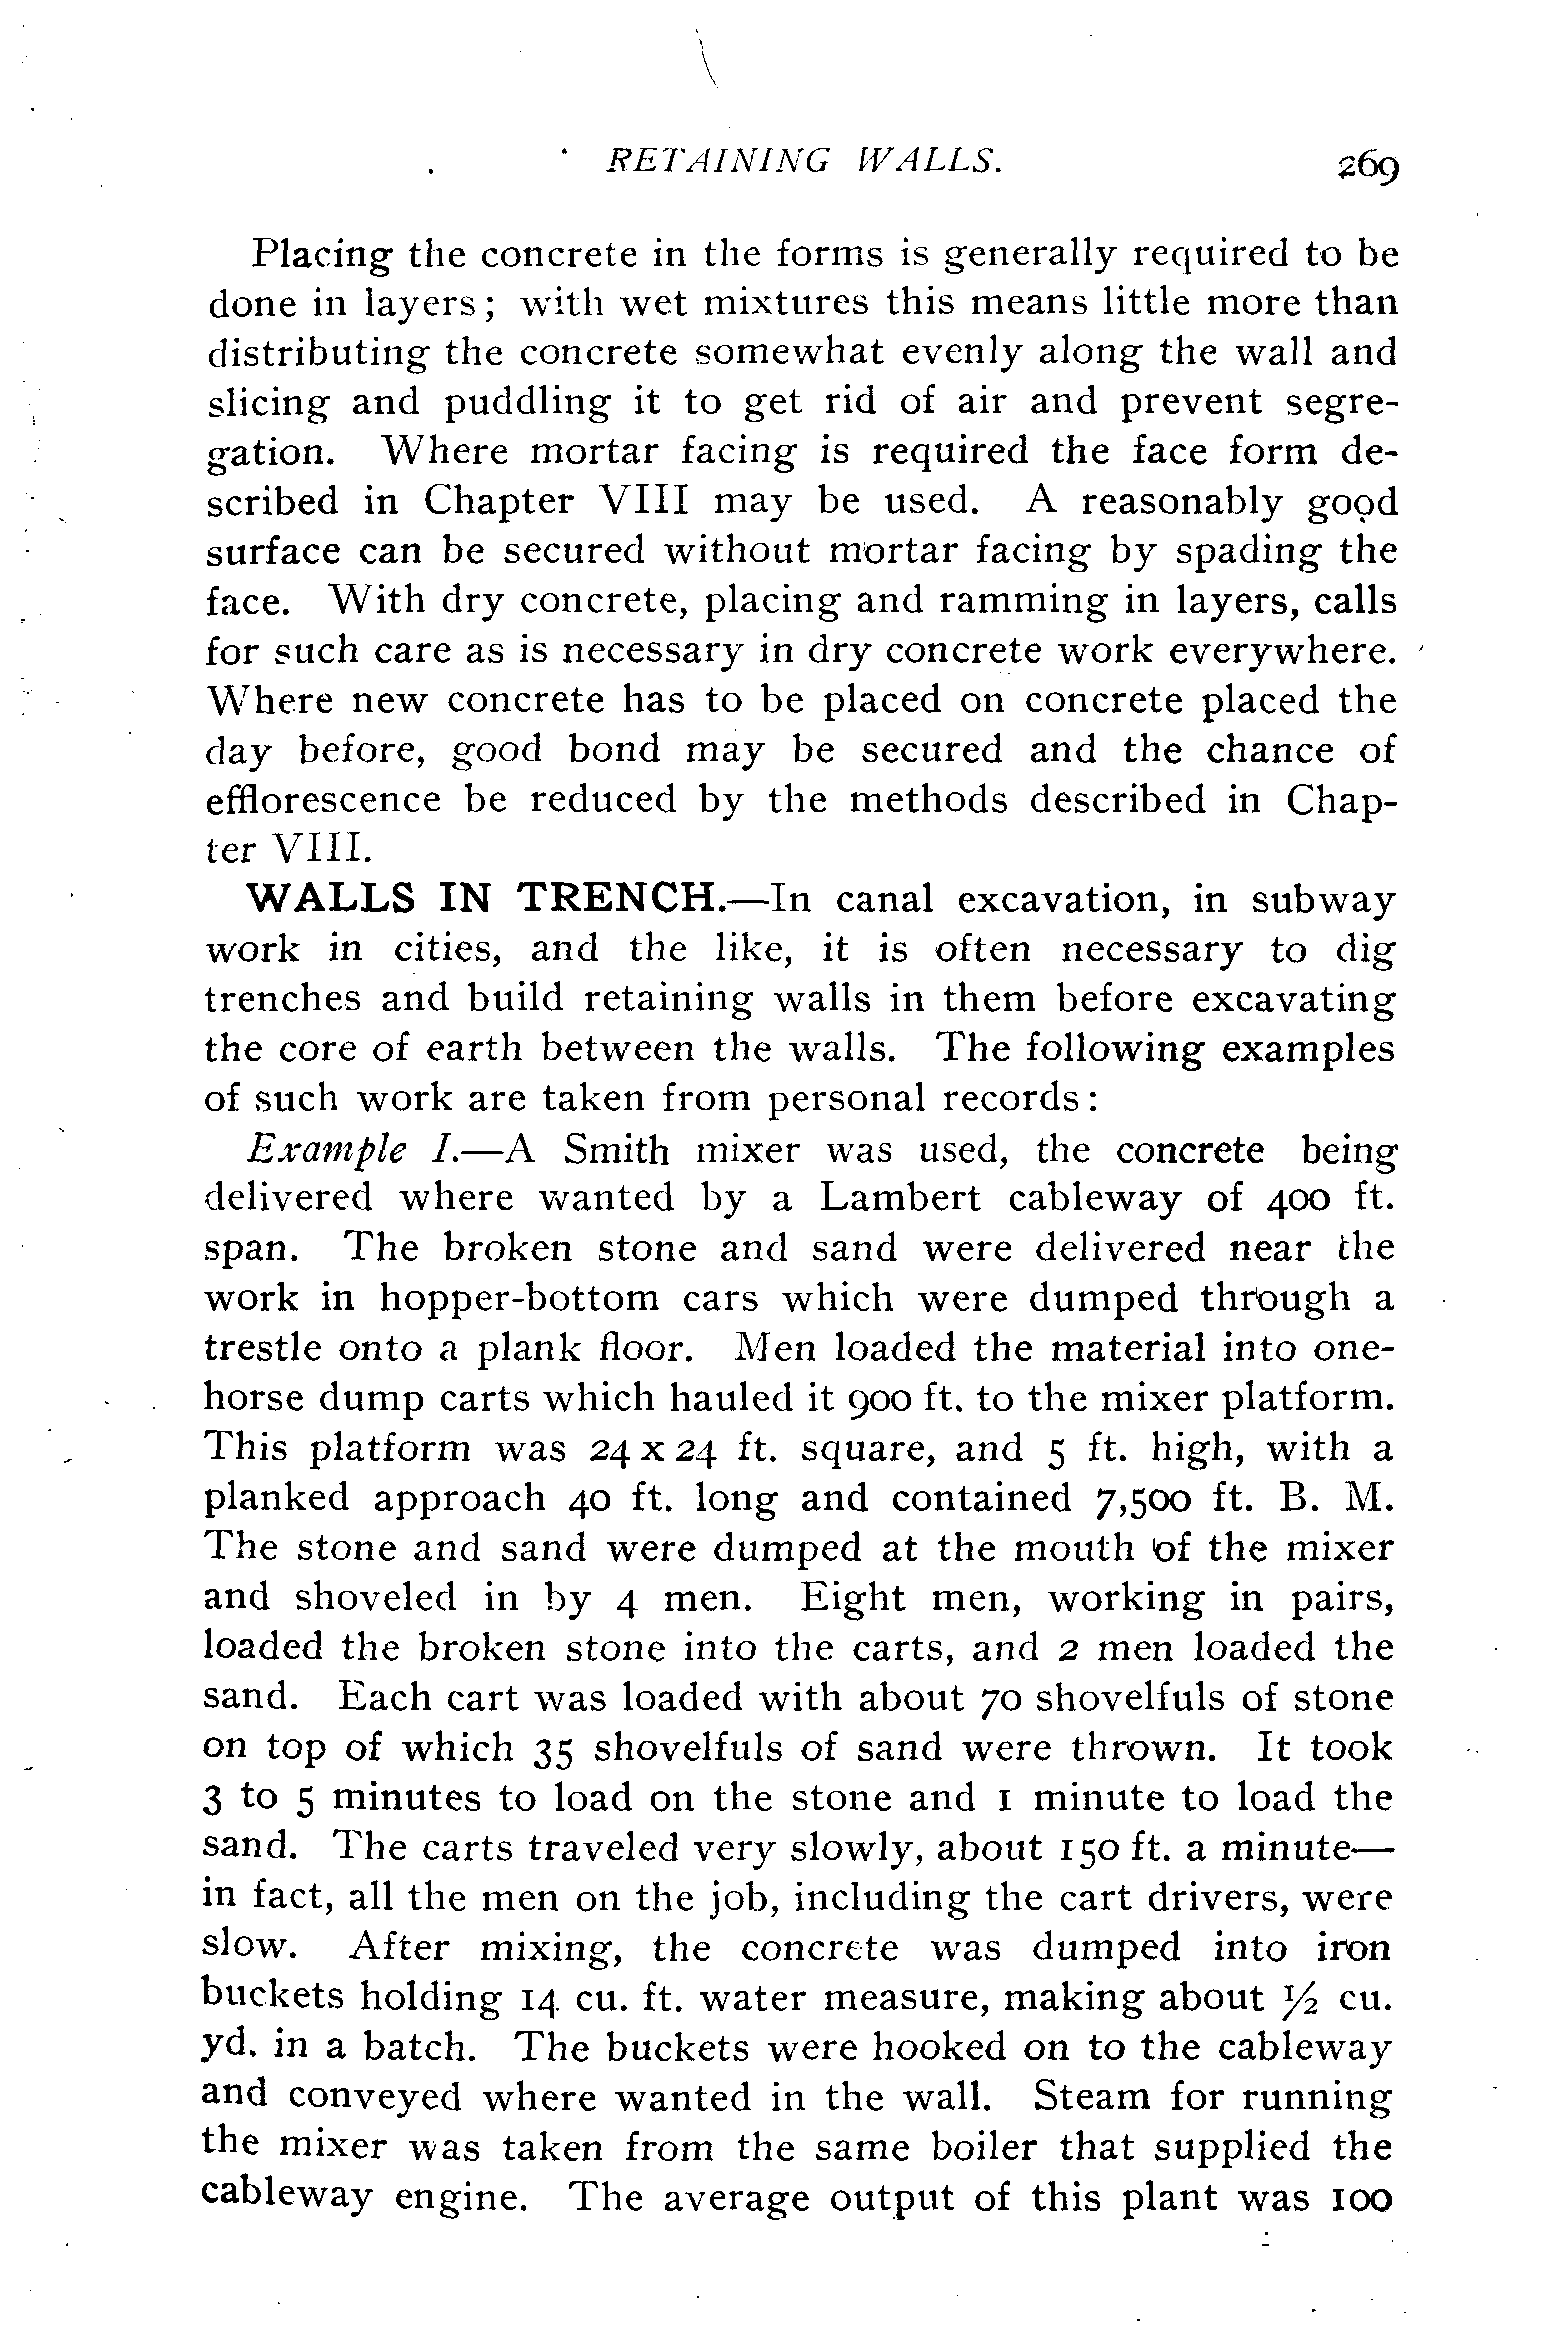 RETAINING WALLS. 269
Placing the concrete in the forms is generally required to be
done in layers; with wet mixtures this means little more than
distributing the concrete somewhat evenly along the wall and
slicing and puddling it to get rid of air and prevent segre-
gation. Where mortar facing is required the face form de-
scribed in Chapter VIII may be used. A reasonably good
surface can be secured without mortar facing by spading the
face. With dry concrete, placing and ramming in layers, calls
for such care as is necessary in dry concrete work everywhere.
Where new concrete has to be placed on concrete placed the
day before, good bond may be secured and the chance of
efflorescence be reduced by the methods described in Chap-
ter VIII.
WALLS IN TRENCH.—In canal excavation, in subway
work in cities, and the like, it is often necessary to dig
trenches and build retaining walls in them before excavating
the core of earth between the walls. The following examples
of such work are taken from personal records:
Example I.—A Smith mixer was used, the concrete being
delivered where wanted by a Lambert cableway of 400 ft.
span. The broken stone and sand were delivered near the
work in hopper-bottom cars which were dumped through a
trestle onto a plank floor. Men loaded the material into one-
horse dump carts which hauled it 900 ft. to the mixer platform.
This platform was 24 x 24 ft. square, and 5 ft. high, with a
planked approach 40 ft. long and contained 7,500 ft. B. M.
The stone and sand were dumped at the mouth of the mixer
and shoveled in by 4 men. Eight men, working in pairs,
loaded the broken stone into the carts, and 2 men loaded the
sand. Each cart was loaded with about 70 shovelfuls of stone
on top of which 35 shovelfuls of sand were thrown. It took
3 to 5 minutes to load on the stone and 1 minute to load the
sand. The carts traveled very slowly, about 150 ft. a minute—
in fact, all the men on the job, including the cart drivers, were
slow. After mixing, the concrete was dumped into iron
buckets holding 14 cu. ft. water measure, making about ½ cu.
yd. in a batch. The buckets were hooked on to the cableway
and conveyed where wanted in the wall. Steam for running
the mixer was taken from the same boiler that supplied the
cableway engine. The average output of this plant was 100